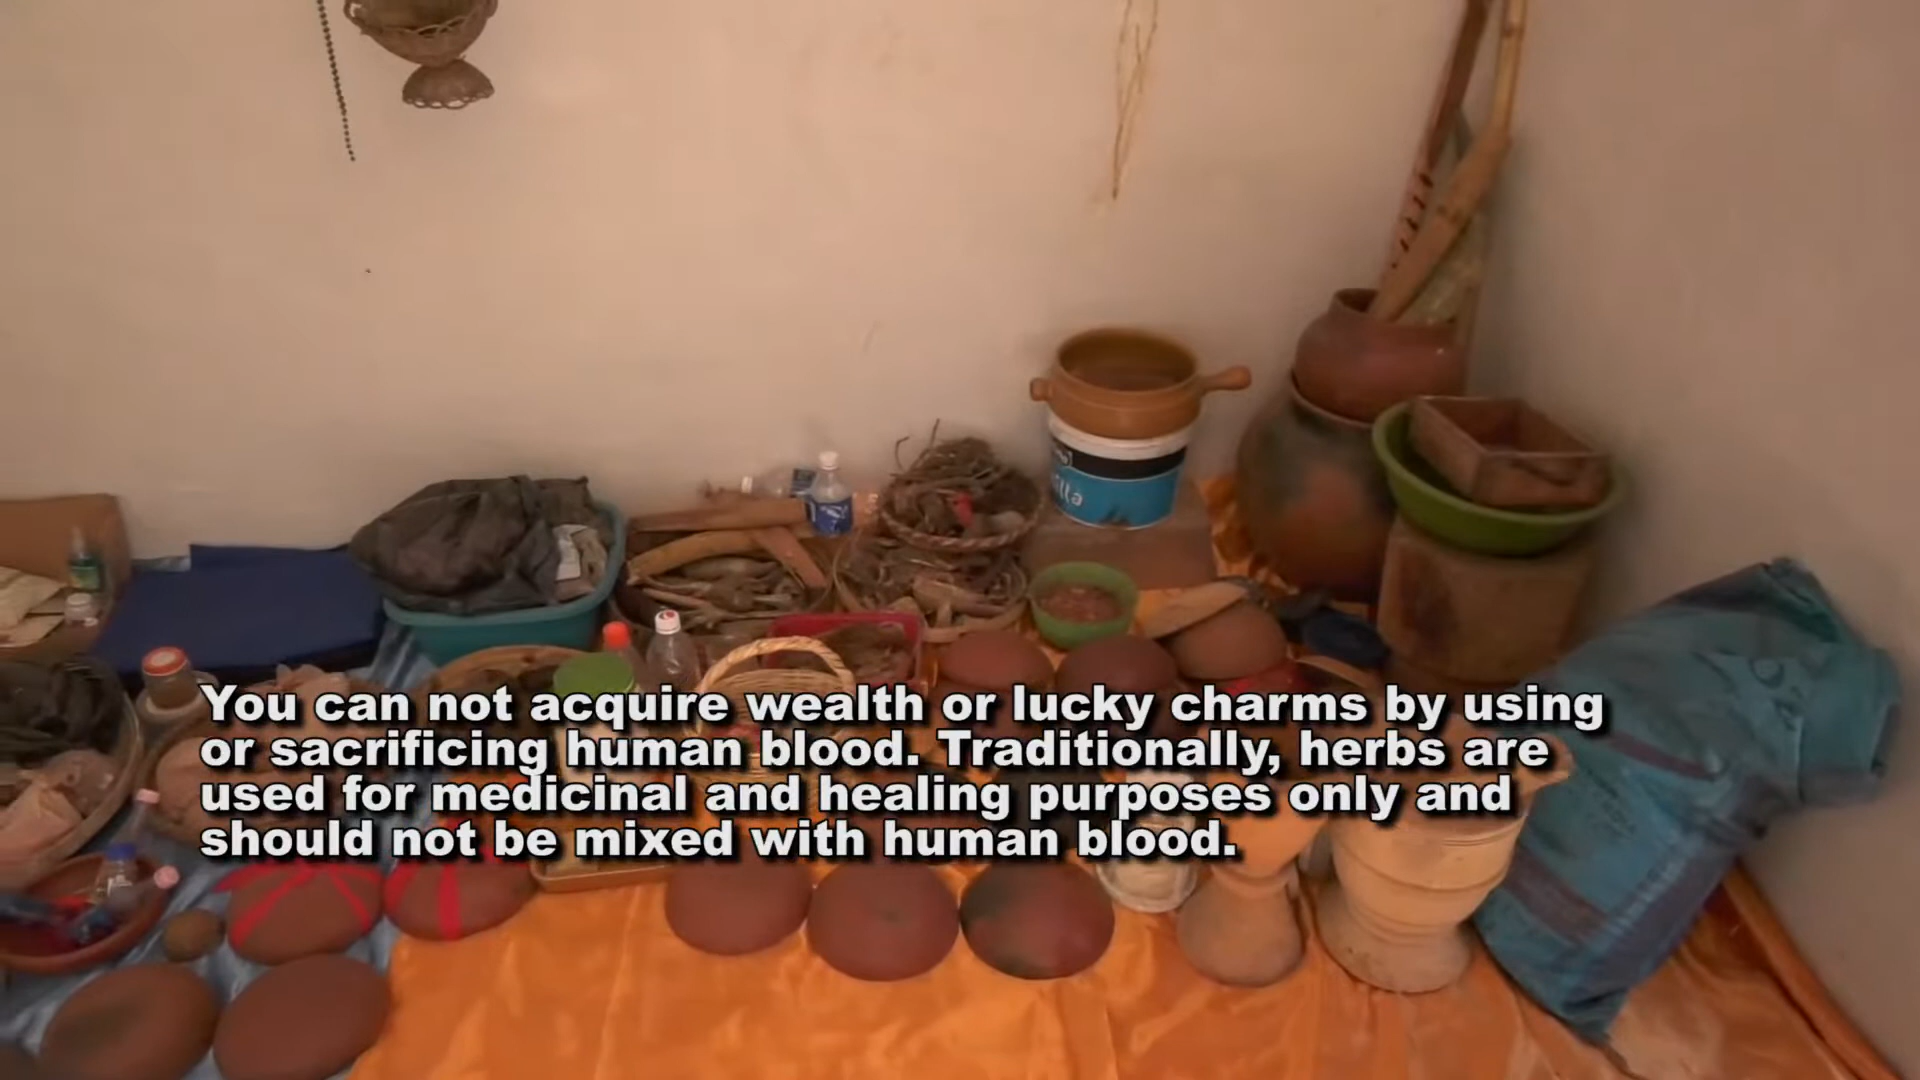 You can not acquire wealth or lucky charms by using
or sacrificing human blood. Traditionally, herbs are
used for medicinal and healing purposes only and
should not be mixed with human blood.